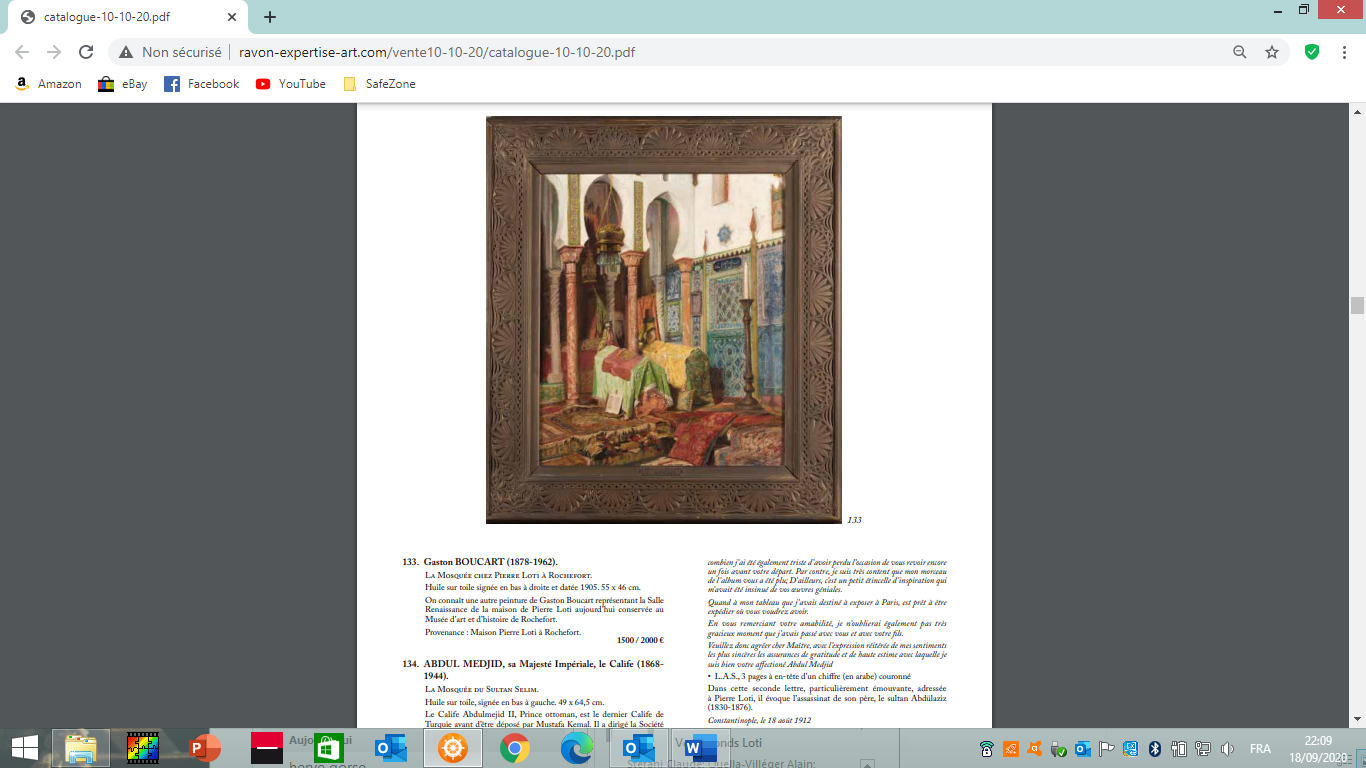 catalogue-10-10-20.pdf
Non sécurisé
ravon-expertise-art.com/vente10-10-20/catalogue-10-10-20.pdf
Amazon
eBay
Facebook
YouTube
SafeZone
133
133. Gaston BOUCART (1878-1962).
La Mosquée chez Pierre Loti à Rochefort.
Huile sur toile signée en bas à droite et datée 1905. 55 x 46 cm.
On connaît une autre peinture de Gaston Boucart représentant la Salle
Renaissance de la maison de Pierre Loti aujourd'hui conservée au
Musée d'art et d'histoire de Rochefort.
Provenance : Maison Pierre Loti à Rochefort.
1500 / 2000 €
134. ABDUL MEDJID, sa Majesté Impériale, le Calife (1868-
1944).
La Mosquée du Sultan Selim.
Huile sur toile, signée en bas à gauche. 49 x 64,5 cm.
Le Calife Abdulmejid II, Prince ottoman, est le dernier Calife de
Turquie avant d'être déposé par Mustafa Kemal. Il a dirigé la Société
combien j'ai été également triste d'avoir perdu l'occasion de vous revoir encore
un fois avant votre départ. Par contre, je suis très content que mon morceau
de l'album vous a été plu; D'ailleurs, c'est un petit étincelle d'inspiration qui
m'avait été insinué de vos œuvres géniales.
Quand à mon tableau que j'avais destiné à exposer à Paris, est prêt à être
expédier où vous voudrez avoir.
En vous remerciant votre amabilité, je n'oublierai également pas très
gracieux moment que j'avais passé avec vous et avec votre fils.
Veuillez donc agréer cher Maître, avec l'expression réitérée de mes sentiments
les plus sincères les assurances de gratitude et de haute estime avec laquelle je
suis bien votre affectioné Abdul Medjid
• L.A.S., 3 pages à en-tête d'un chiffre (en arabe) couronné
Dans cette seconde lettre, particulièrement émouvante, adressée
à Pierre Loti, il évoque l'assassinat de son père, le sultan Abdülaziz
(1830-1876).
Constantinople, le 18 août 1912
FRA
22:09
18/09/2020